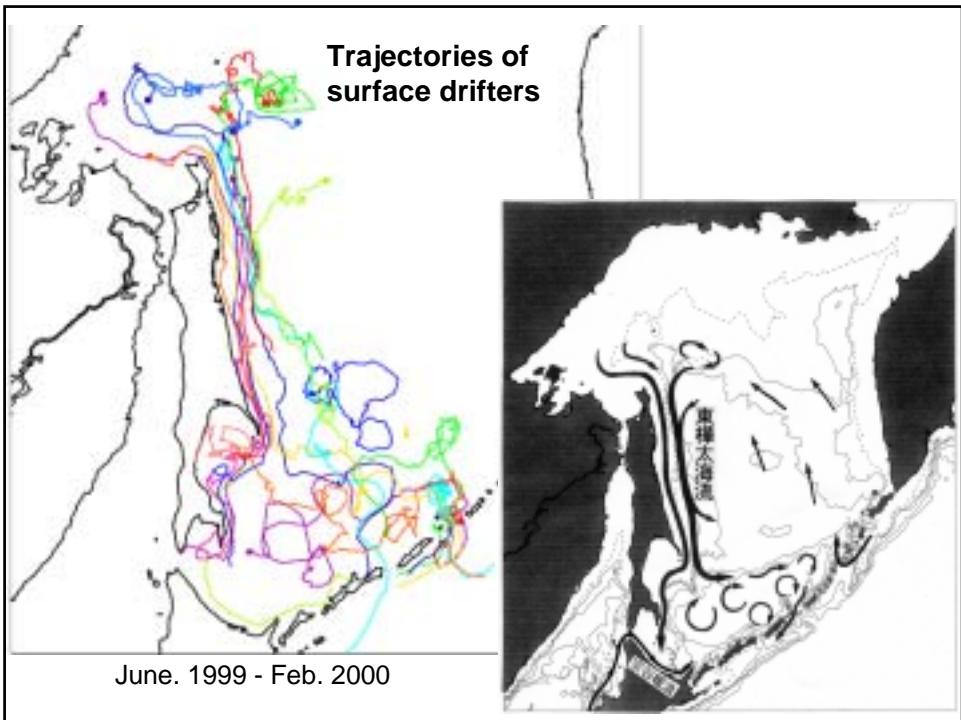 Trajectories of
surface drifters
東樺太海流
June. 1999 - Feb. 2000